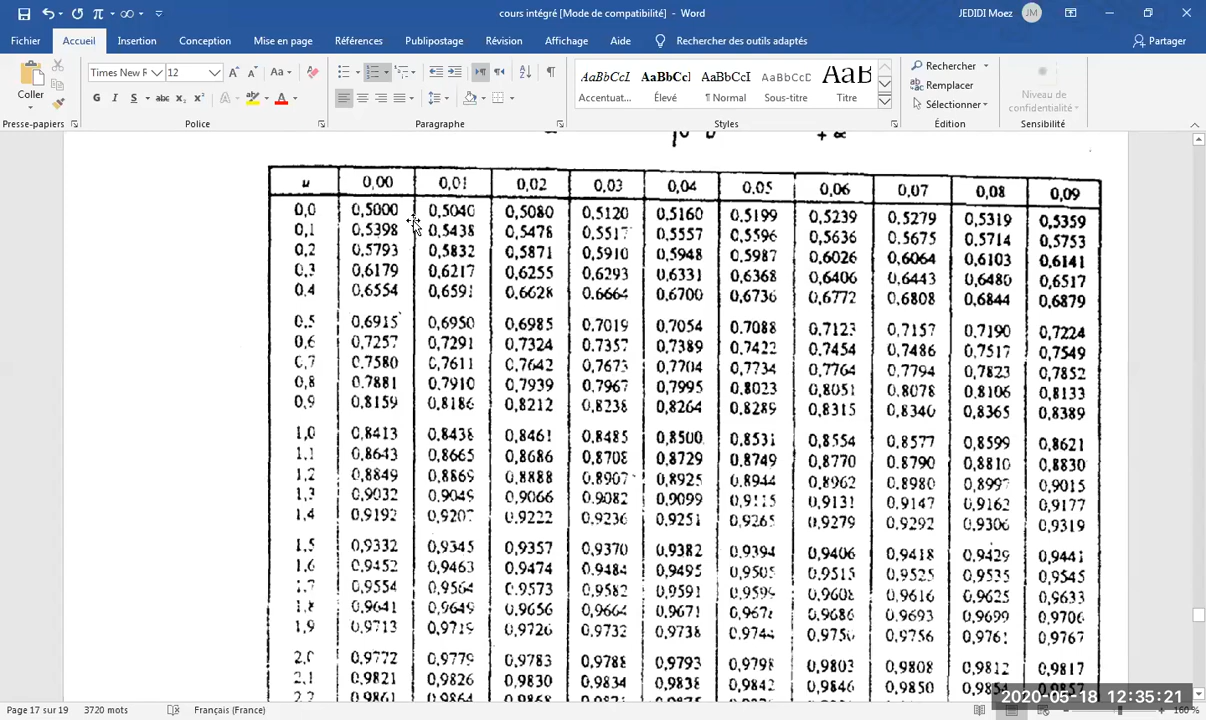 cours intégré [Mode de compatibilité] - Word
JEDIDI Moez
JM
Fichier Accueil Insertion Conception Mise en page Références Publipostage Révision Affichage Aide Rechercher des outils adaptés Partager
Coller
Times New R 12
G I S abc x₂ x²
AaBbCcL AaBbCcl AaBbCcL AaBbCcL AaB
Accentuat... Élevé ¶ Normal Sous-titre Titre
Rechercher
Remplacer
Sélectionner
Niveau de
confidentialité
Presse-papiers Police Paragraphe Styles Édition Sensibilité
u 0,00 0,01 0,02 0,03 0,04 0,05 0,06 0,07 0,08 0,09
0,0 0,5000 0,5040 0,5080 0,5120 0,5160 0,5199 0,5239 0,5279 0,5319 0,5359
0,1 0,5398 0,5438 0,5478 0,5517 0,5557 0,5596 0,5636 0,5675 0,5714 0,5753
0,2 0,5793 0,5832 0,5871 0,5910 0,5948 0,5987 0,6026 0,6064 0,6103 0,6141
0,3 0,6179 0,6217 0,6255 0,6293 0,6331 0,6368 0,6406 0,6443 0,6480 0,6517
0,4 0,6554 0,6591 0,6628 0,6664 0,6700 0,6736 0,6772 0,6808 0,6844 0,6879
0,5 0,6915 0,6950 0,6985 0,7019 0,7054 0,7088 0,7123 0,7157 0,7190 0,7224
0,6 0,7257 0,7291 0,7324 0,7357 0,7389 0,7422 0,7454 0,7486 0,7517 0,7549
0,7 0,7580 0,7611 0,7642 0,7673 0,7704 0,7734 0,7764 0,7794 0,7823 0,7852
0,8 0,7881 0,7910 0,7939 0,7967 0,7995 0,8023 0,8051 0,8078 0,8106 0,8133
0,9 0,8159 0,8186 0,8212 0,8238 0,8264 0,8289 0,8315 0,8340 0,8365 0,8389
1,0 0,8413 0,8438 0,8461 0,8485 0,8500 0,8531 0,8554 0,8577 0,8599 0,8621
1,1 0,8643 0,8665 0,8686 0,8708 0,8729 0,8749 0,8770 0,8790 0,8810 0,8830
1,2 0,8849 0,8869 0,8888 0,8907 0,8925 0,8944 0,8962 0,8980 0,8997 0,9015
1,3 0,9032 0,9049 0,9066 0,9082 0,9099 0,9115 0,9131 0,9147 0,9162 0,9177
1,4 0,9192 0,9207 0,9222 0,9236 0,9251 0,9265 0,9279 0,9292 0,9306 0,9319
1,5 0,9332 0,9345 0,9357 0,9370 0,9382 0,9394 0,9406 0,9418 0,9429 0,9441
1,6 0,9452 0,9463 0,9474 0,9484 0,9495 0,9505 0,9515 0,9525 0,9535 0,9545
1,7 0,9554 0,9564 0,9573 0,9582 0,9591 0,9599 0,9608 0,9616 0,9625 0,9633
1,8 0,9641 0,9649 0,9656 0,9664 0,9671 0,9678 0,9686 0,9693 0,9699 0,9706
1,9 0,9713 0,9719 0,9726 0,9732 0,9738 0,9744 0,9750 0,9756 0,9761 0,9767
2,0 0,9772 0,9779 0,9783 0,9788 0,9793 0,9798 0,9803 0,9808 0,9812 0,9817
2,1 0,9821 0,9826 0,9830 0,9834 0,9838 0,9842 0,9846 0,9850 0,9854 0,9857
2,2 0,9861 0,9864 0,9868
2020-05-18 12:35:21
Page 17 sur 19 3720 mots Français (France) 160 %